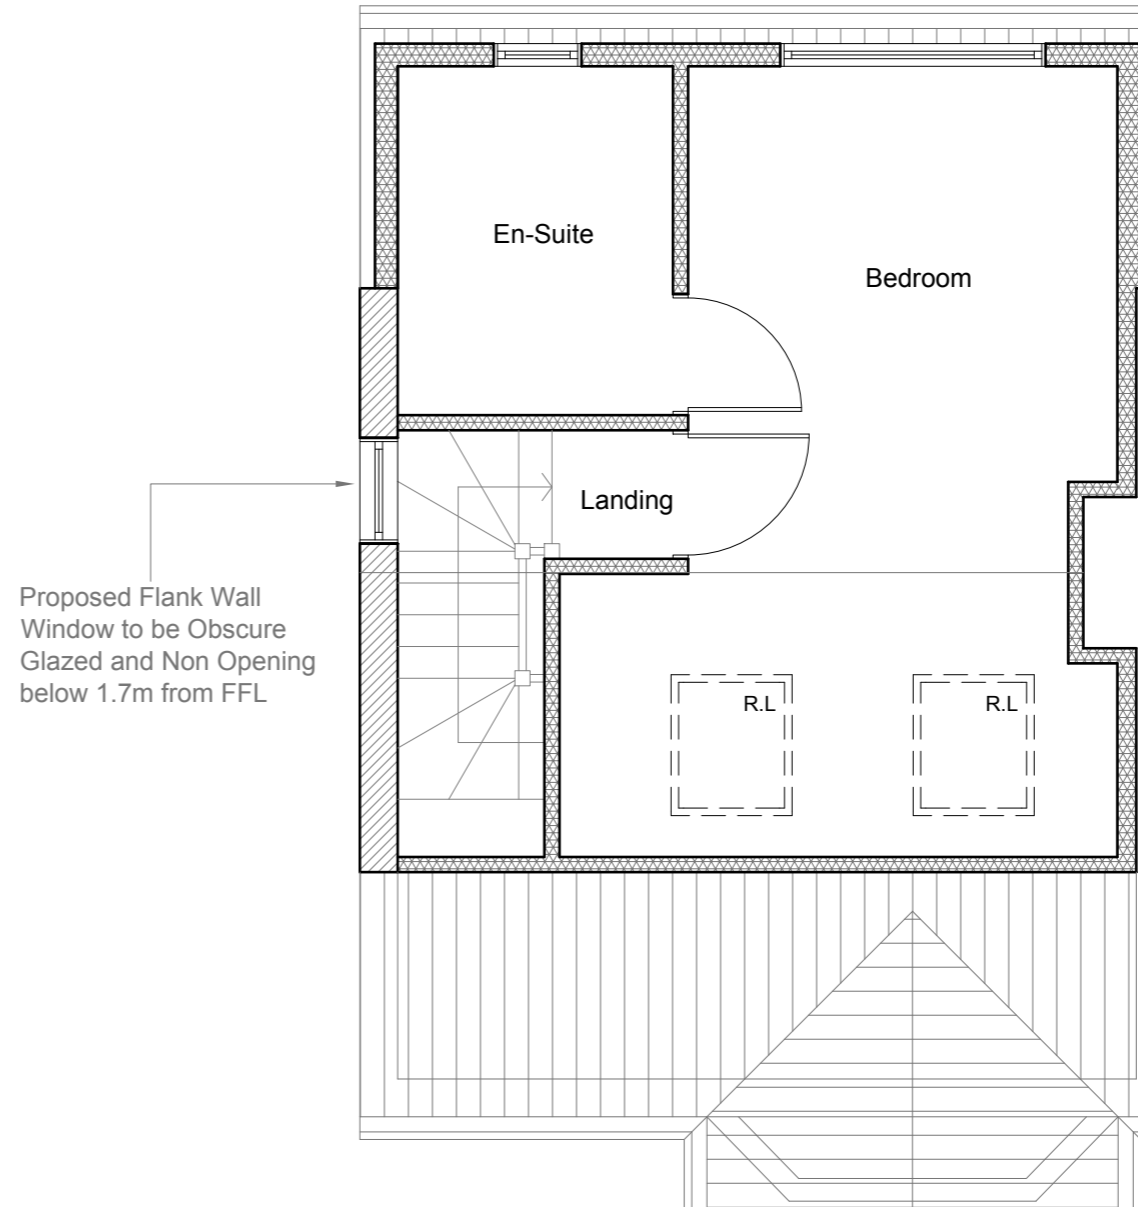 En-Suite
Bedroom
Landing
Proposed Flank Wall
Window to be Obscure
Glazed and Non Opening
below 1.7m from FFL
R.L
R.L